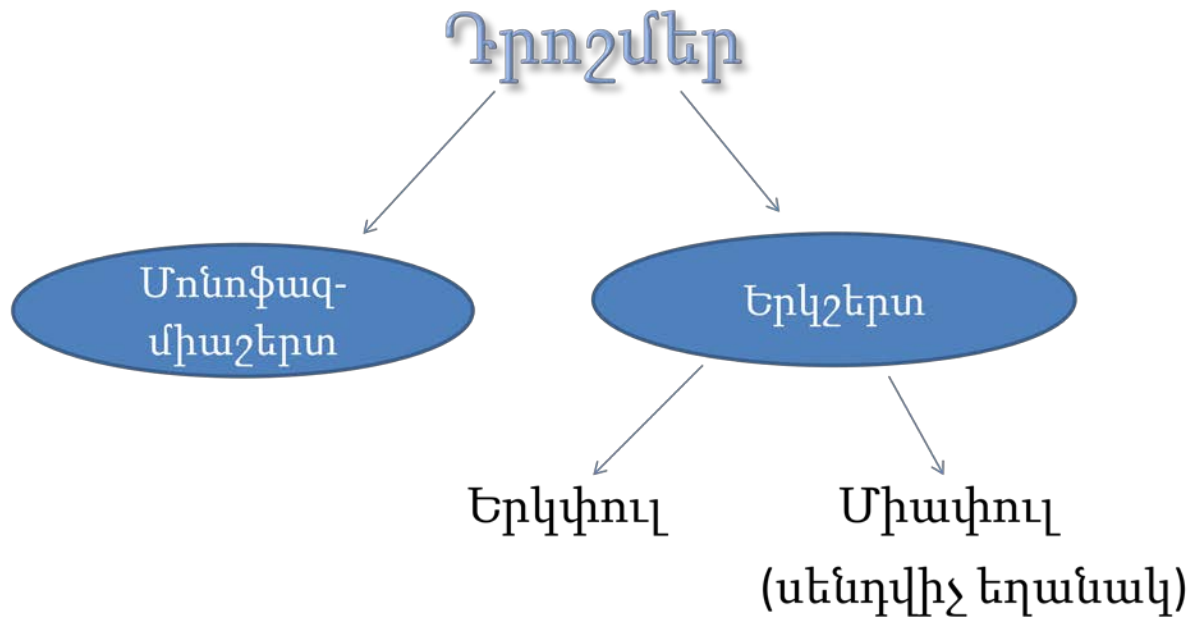 Դրոշմեր
Մոնոֆազ-
միաշերտ
Երկշերտ
Երկփուլ
Միափուլ
(սենդվիչ եղանակ)